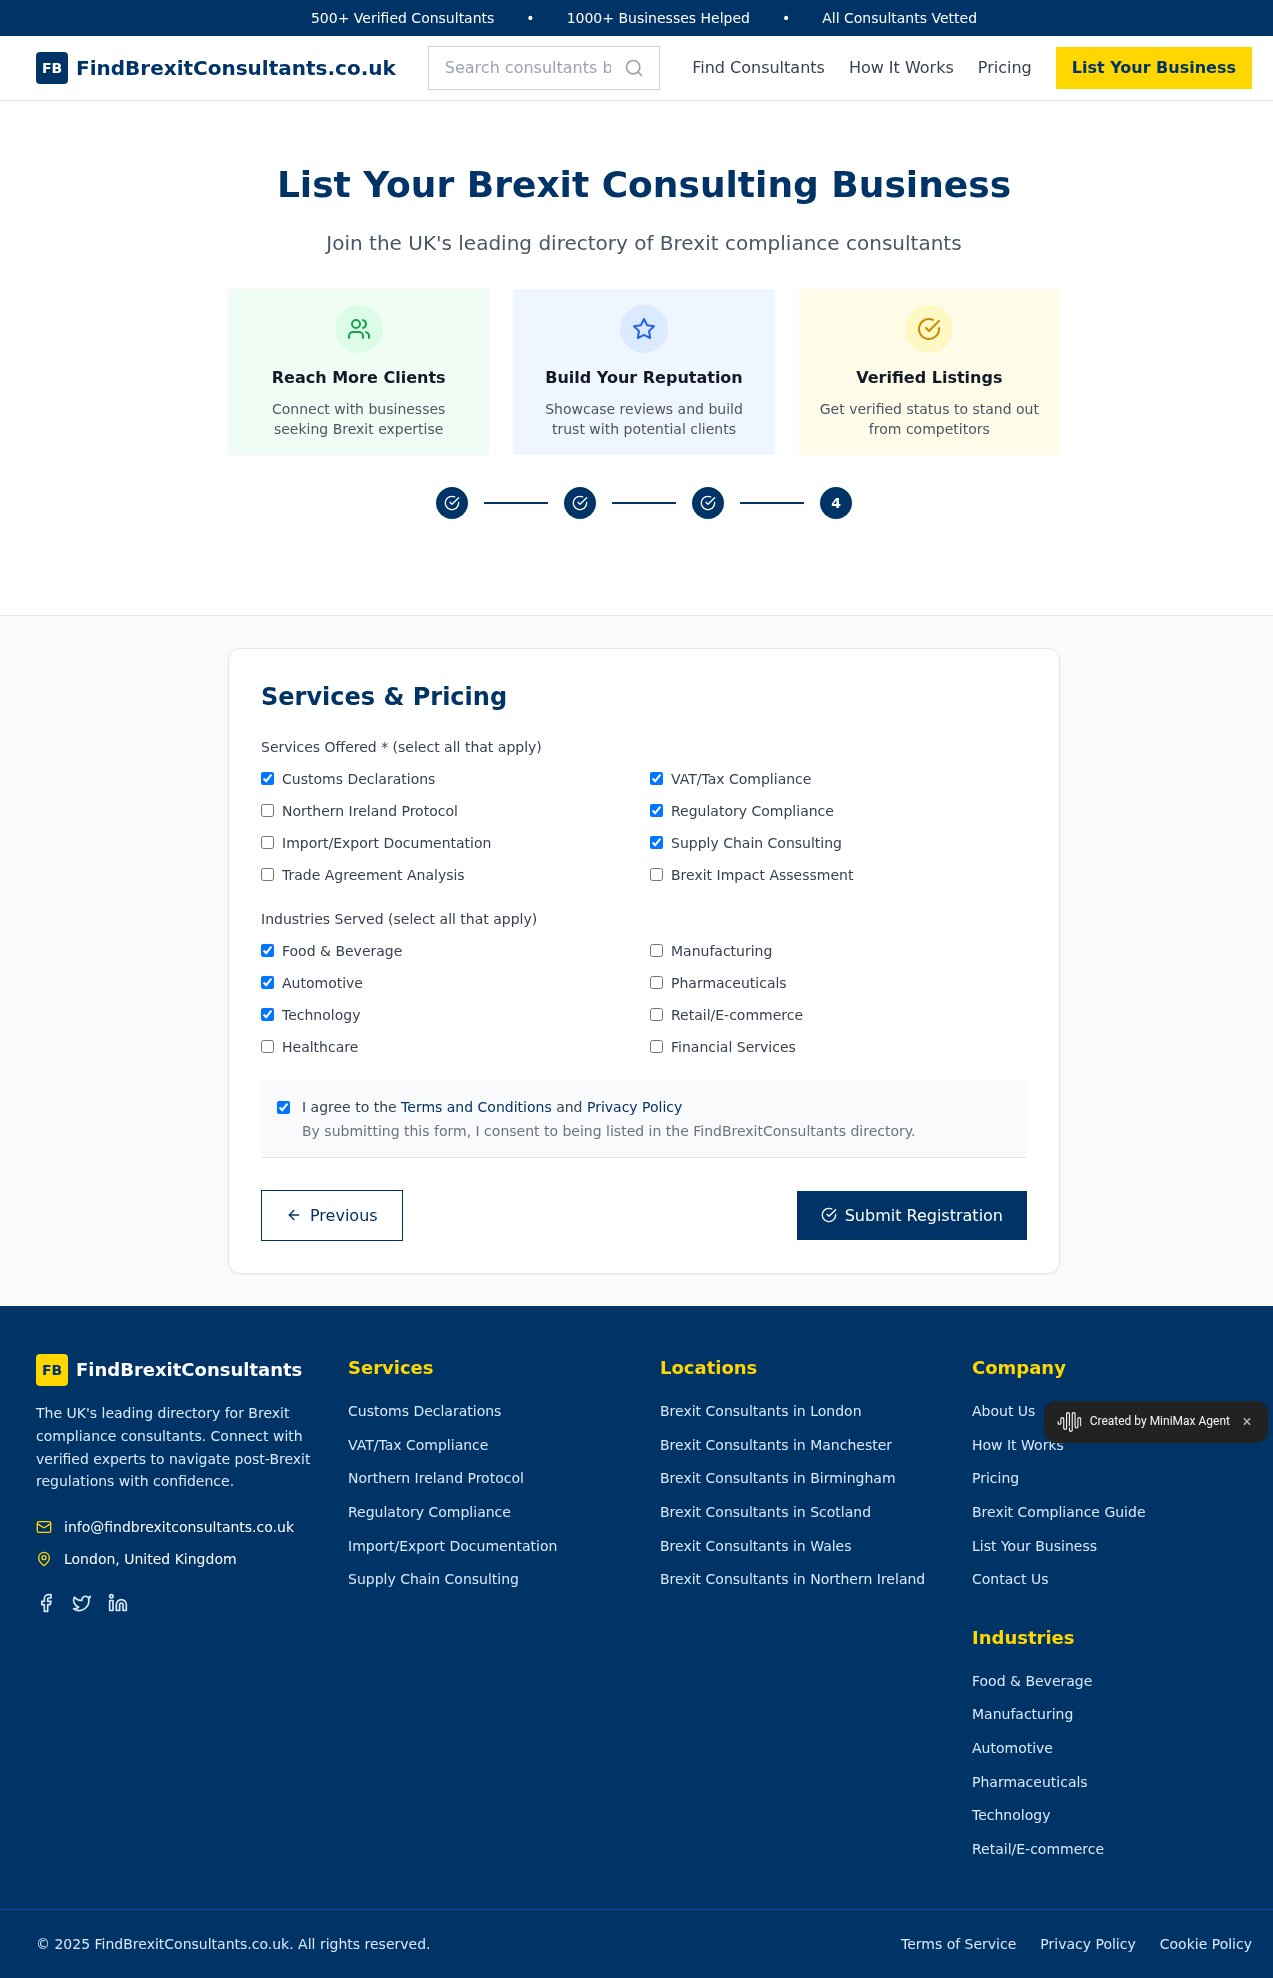 500+ Verified Consultants • 1000+ Businesses Helped • All Consultants Vetted
FB FindBrexitConsultants.co.uk
Search consultants b
Find Consultants
How It Works
Pricing
List Your Business
List Your Brexit Consulting Business
Join the UK's leading directory of Brexit compliance consultants
Reach More Clients
Connect with businesses
seeking Brexit expertise
Build Your Reputation
Showcase reviews and build
trust with potential clients
Verified Listings
Get verified status to stand out
from competitors
4
Services & Pricing
Services Offered * (select all that apply)
Customs Declarations
VAT/Tax Compliance
Northern Ireland Protocol
Regulatory Compliance
Import/Export Documentation
Supply Chain Consulting
Trade Agreement Analysis
Brexit Impact Assessment
Industries Served (select all that apply)
Food & Beverage
Manufacturing
Automotive
Pharmaceuticals
Technology
Retail/E-commerce
Healthcare
Financial Services
I agree to the Terms and Conditions and Privacy Policy
By submitting this form, I consent to being listed in the FindBrexitConsultants directory.
Previous
Submit Registration
FB FindBrexitConsultants
The UK's leading directory for Brexit
compliance consultants. Connect with
verified experts to navigate post-Brexit
regulations with confidence.
info@findbrexitconsultants.co.uk
London, United Kingdom
Services
Customs Declarations
VAT/Tax Compliance
Northern Ireland Protocol
Regulatory Compliance
Import/Export Documentation
Supply Chain Consulting
Locations
Brexit Consultants in London
Brexit Consultants in Manchester
Brexit Consultants in Birmingham
Brexit Consultants in Scotland
Brexit Consultants in Wales
Brexit Consultants in Northern Ireland
Company
About Us
How It Works
Pricing
Brexit Compliance Guide
List Your Business
Contact Us
Created by MiniMax Agent ×
Industries
Food & Beverage
Manufacturing
Automotive
Pharmaceuticals
Technology
Retail/E-commerce
© 2025 FindBrexitConsultants.co.uk. All rights reserved.
Terms of Service
Privacy Policy
Cookie Policy